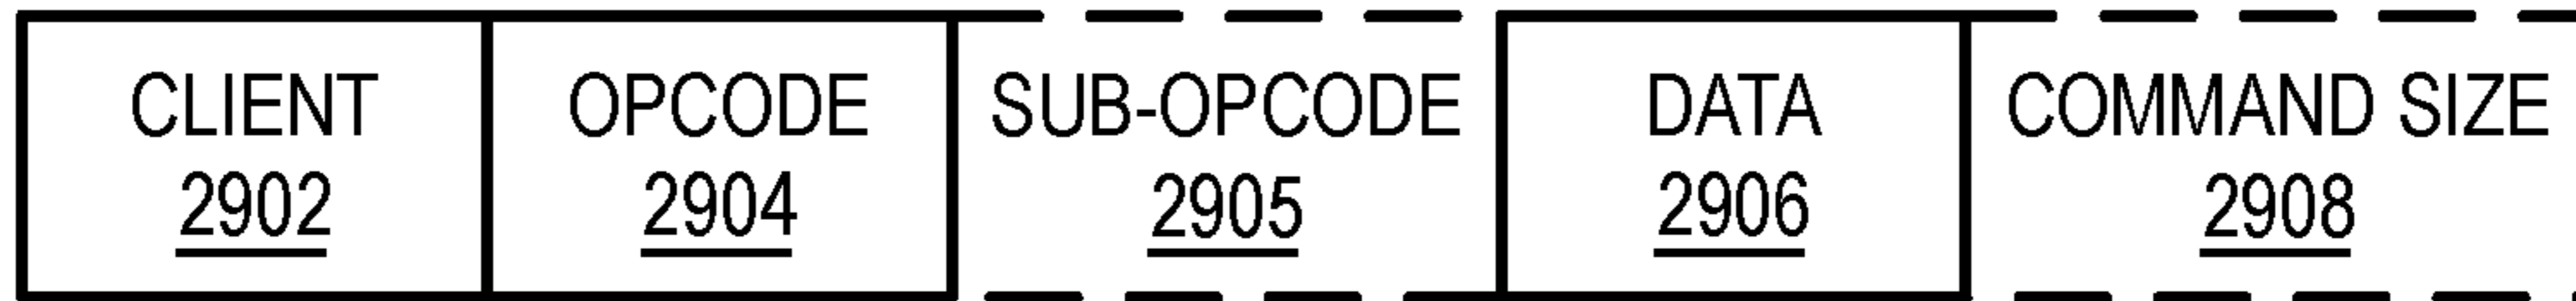 CLIENT OPCODE SUB-OPCODE DATA COMMAND SIZE
2902 2904 2905 2906 2908